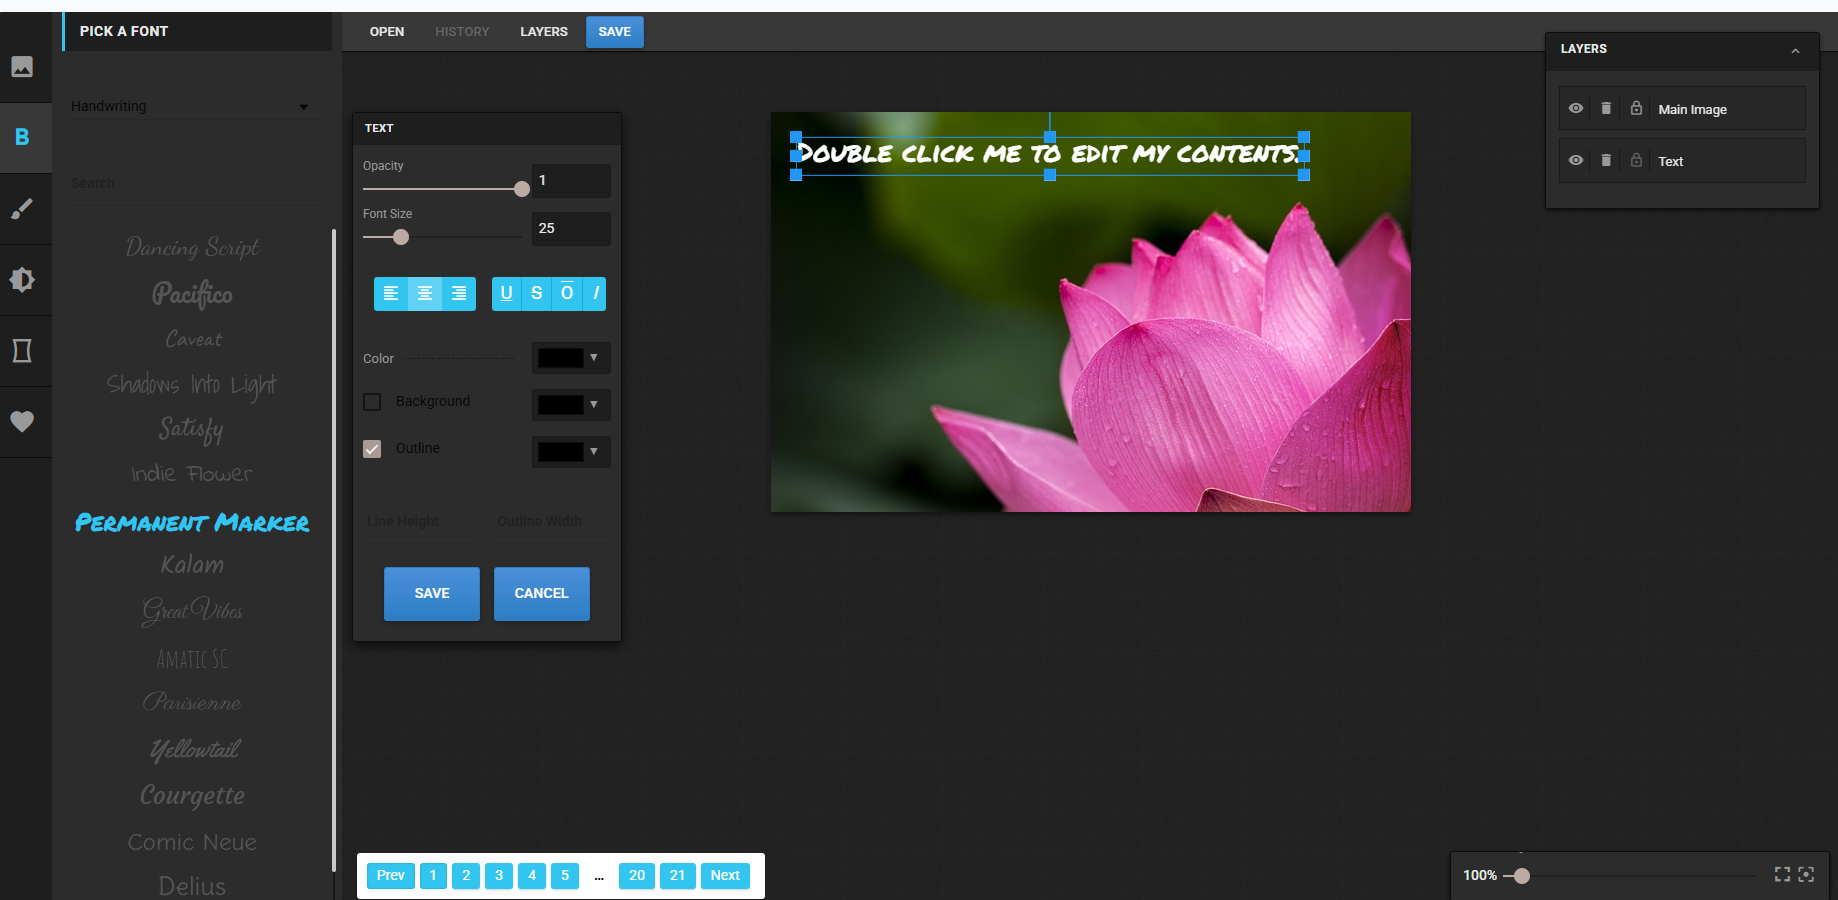 PICK A FONT
OPEN HISTORY LAYERS SAVE
LAYERS
Main Image
Text
B
Handwriting
Search
Dancing Script
Pacifico
Caveat
Shadows Into Light
Satisfy
Indie Flower
Permanent Marker
Kalam
Great Vibes
Amatic SC
Parisienne
Yellowtail
Courgette
Comic Neue
Delius
TEXT
Opacity 1
Font Size 25
U S O I
Color
Background
Outline
Line Height Outline Width
SAVE CANCEL
Double click me to edit my contents.
Prev 1 2 3 4 5 ... 20 21 Next
100%